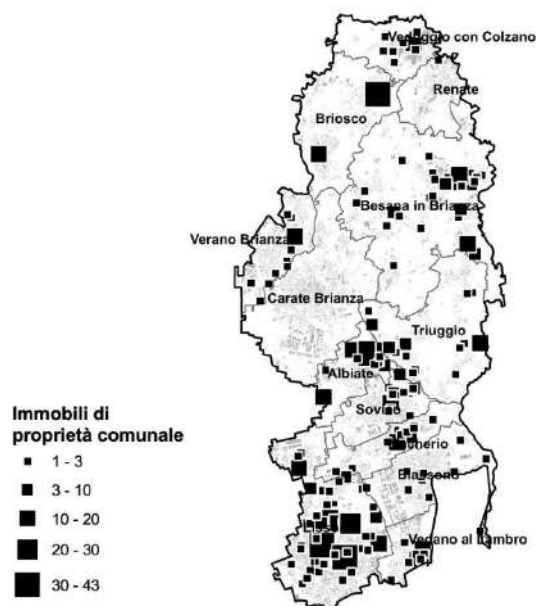 Veduggio con Colzano
Renate
Briosco
Besana in Brianza
Verano Brianza
Carate Brianza
Triuggio
Albiate
Sovico
Macherio
Biassono
Vedano al Lambro
Immobili di
proprietà comunale
1 - 3
3 - 10
10 - 20
20 - 30
30 - 43